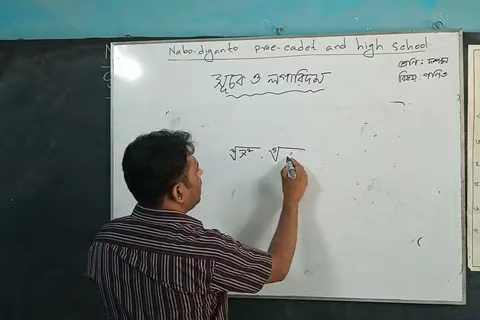 Nabo-diganto pre-cadet and high school.
শ্রেণি: দশম
বিষয়: গণিত
সূচক ও লগারিদম